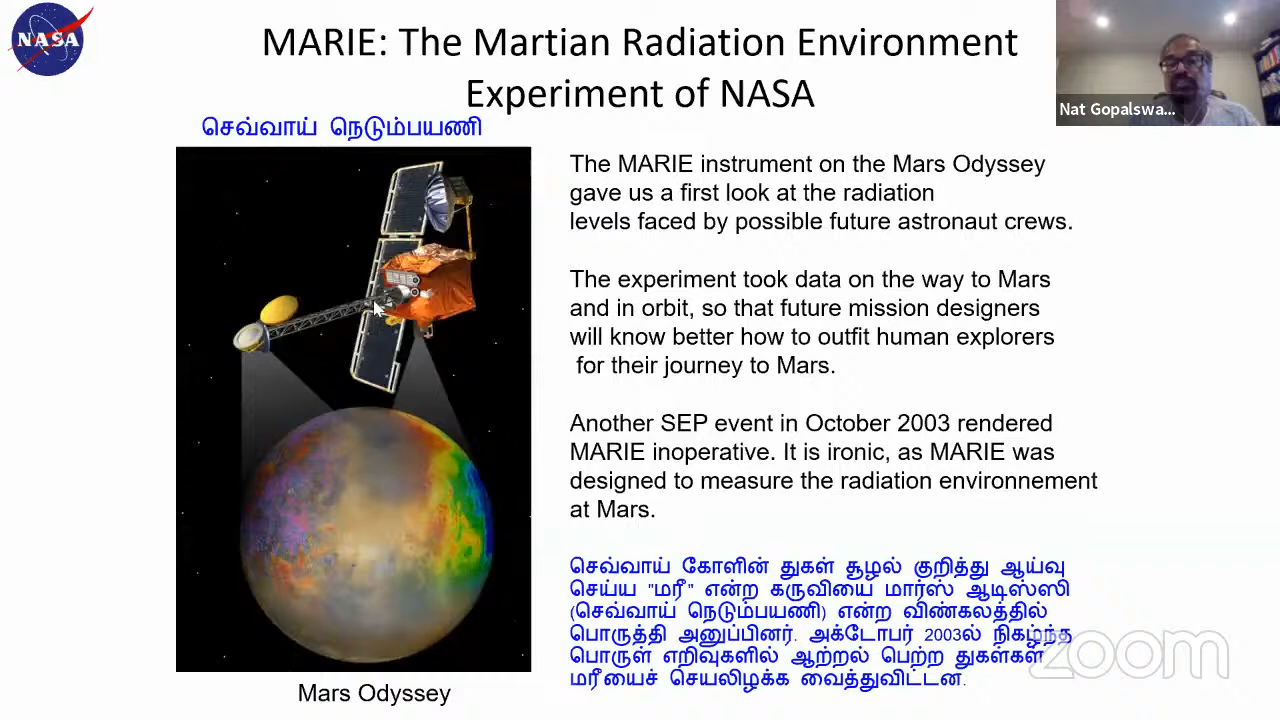 NASA
MARIE: The Martian Radiation Environment
Experiment of NASA
Nat Gopalswa...
செவ்வாய் நெடும்பயணி
The MARIE instrument on the Mars Odyssey
gave us a first look at the radiation
levels faced by possible future astronaut crews.
The experiment took data on the way to Mars
and in orbit, so that future mission designers
will know better how to outfit human explorers
for their journey to Mars.
Another SEP event in October 2003 rendered
MARIE inoperative. It is ironic, as MARIE was
designed to measure the radiation environnement
at Mars.
செவ்வாய் கோளின் துகள் சூழல் குறித்து ஆய்வு
செய்ய "மரீ" என்ற கருவியை மார்ஸ் ஆடிஸ்ஸி
(செவ்வாய் நெடும்பயணி) என்ற விண்கலத்தில்
பொருத்தி அனுப்பினர். அக்டோபர் 2003ல் நிகழ்ந்த
பொருள் எறிவுகளில் ஆற்றல் பெற்ற துகள்கள்
மரீயைச் செயலிழக்க வைத்துவிட்டன.
Mars Odyssey
zoom